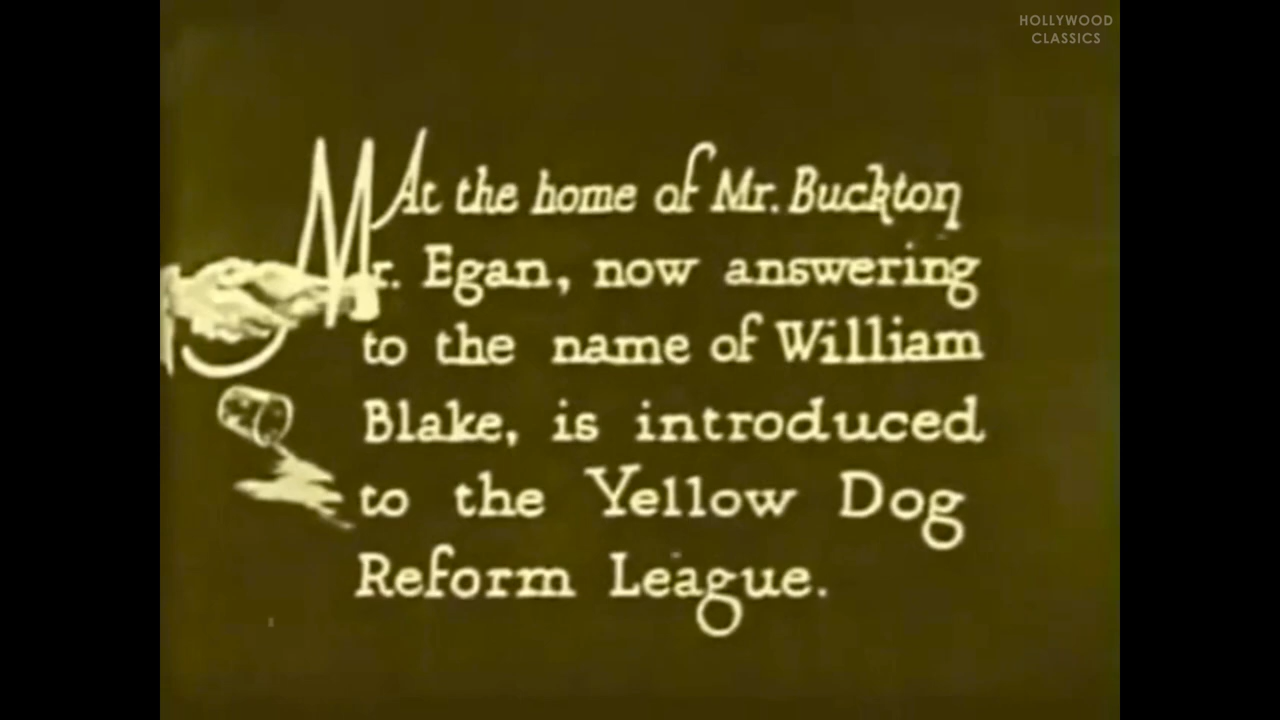 HOLLYWOOD
CLASSICS
At the home of Mr. Buckton
Mr. Egan, now answering
to the name of William
Blake, is introduced
to the Yellow Dog
Reform League.